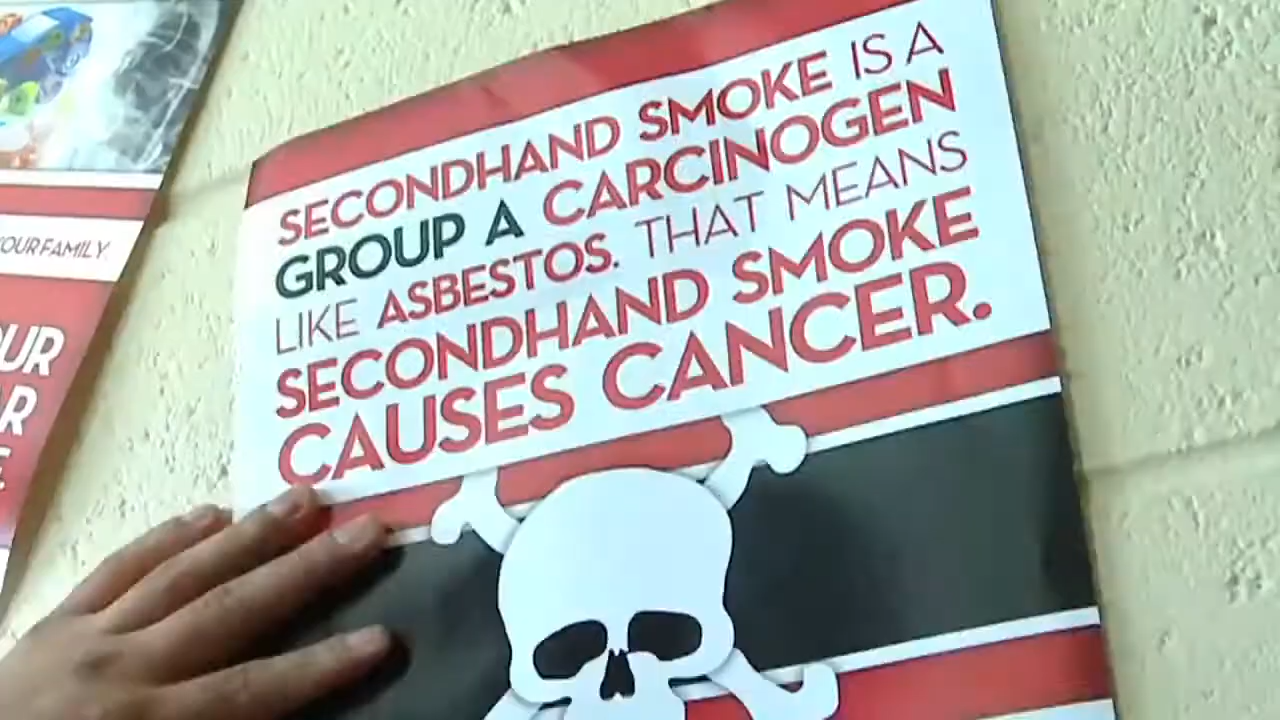 SECONDHAND SMOKE IS A
GROUP A CARCINOGEN
LIKE ASBESTOS. THAT MEANS
SECONDHAND SMOKE
CAUSES CANCER.
YOUR FAMILY.